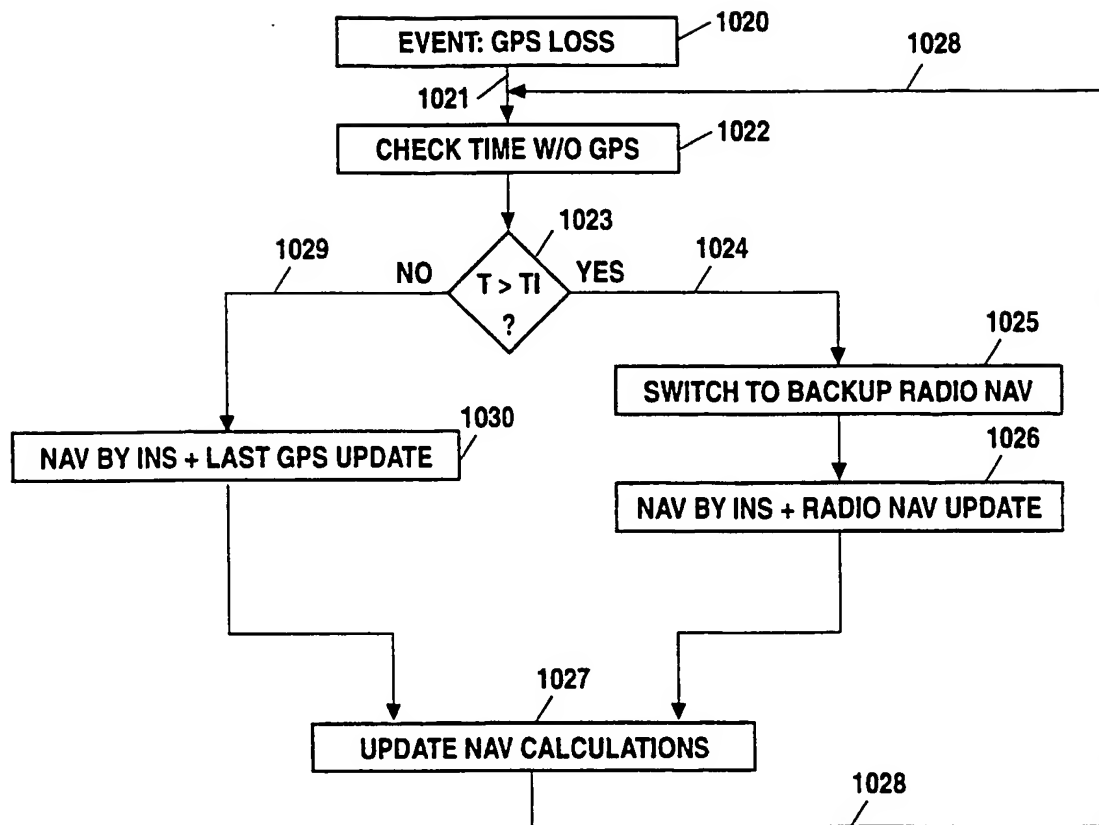 EVENT: GPS LOSS
1020
1028
1021
CHECK TIME W/O GPS
1022
1023
1029
NO
T > TI
?
YES
1024
1025
SWITCH TO BACKUP RADIO NAV
1030
NAV BY INS + LAST GPS UPDATE
1026
NAV BY INS + RADIO NAV UPDATE
1027
UPDATE NAV CALCULATIONS
1028